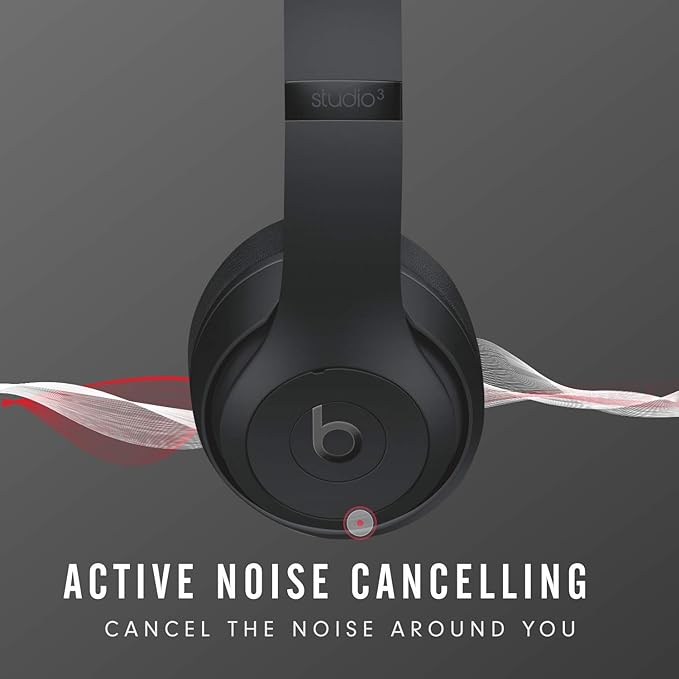 studio³
b
ACTIVE NOISE CANCELLING
CANCEL THE NOISE AROUND YOU